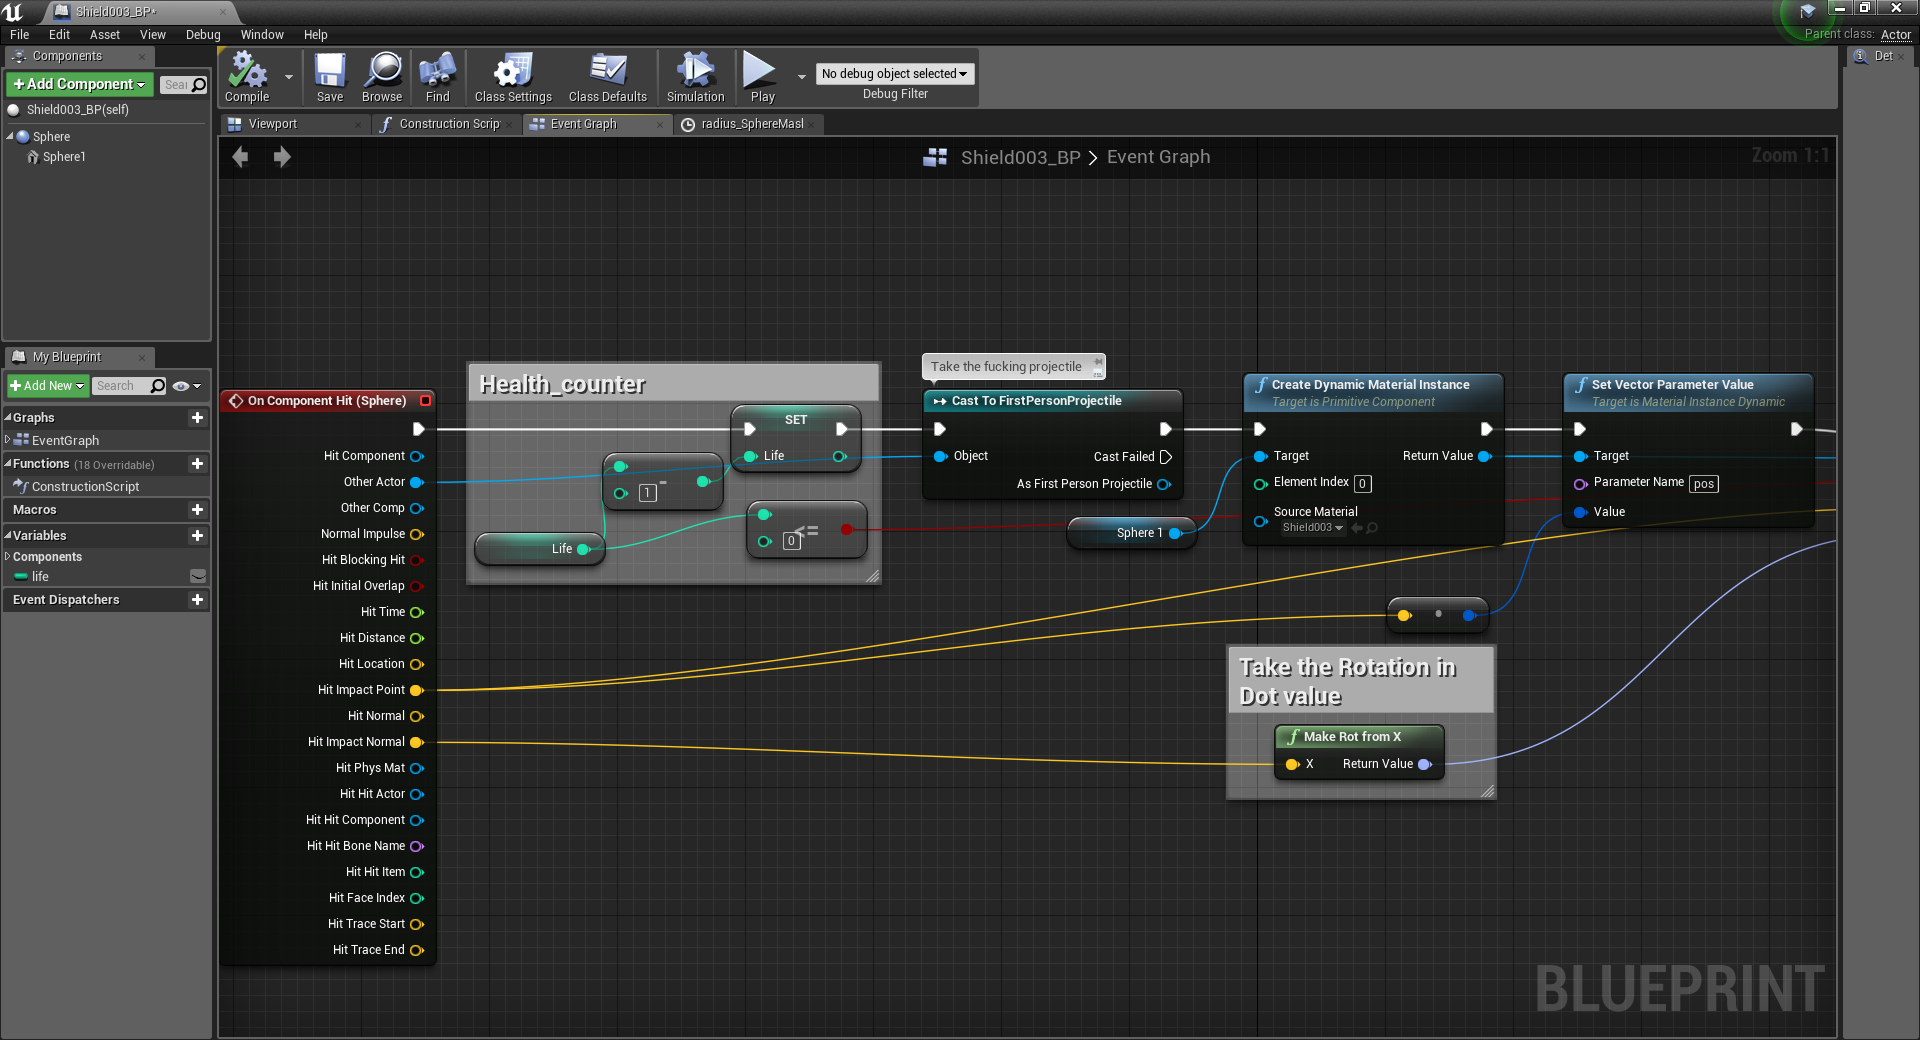 Shield003_BP*
File Edit Asset View Debug Window Help
Parent class: Actor
Components
+Add Component
Sear
Shield003_BP(self)
Sphere
Sphere1
Compile
Save
Browse
Find
Class Settings
Class Defaults
Simulation
Play
No debug object selected
Debug Filter
Det
Viewport
Construction Scrip
Event Graph
radius_SphereMasl
Shield003_BP > Event Graph
Zoom 1:1
My Blueprint
+Add New
Search
Graphs
EventGraph
Functions (18 Overridable)
ConstructionScript
Macros
Variables
Components
life
Event Dispatchers
On Component Hit (Sphere)
Hit Component
Other Actor
Other Comp
Normal Impulse
Hit Blocking Hit
Hit Initial Overlap
Hit Time
Hit Distance
Hit Location
Hit Impact Point
Hit Normal
Hit Impact Normal
Hit Phys Mat
Hit Hit Actor
Hit Hit Component
Hit Hit Bone Name
Hit Hit Item
Hit Face Index
Hit Trace Start
Hit Trace End
Health_counter
SET
Life
1 -
Life
0 <=
Take the fucking projectile
Cast To FirstPersonProjectile
Object
Cast Failed
As First Person Projectile
Sphere 1
Create Dynamic Material Instance
Target is Primitive Component
Target
Return Value
Element Index 0
Source Material
Shield003
Set Vector Parameter Value
Target is Material Instance Dynamic
Target
Parameter Name pos
Value
Take the Rotation in
Dot value
Make Rot from X
X
Return Value
BLUEPRINT